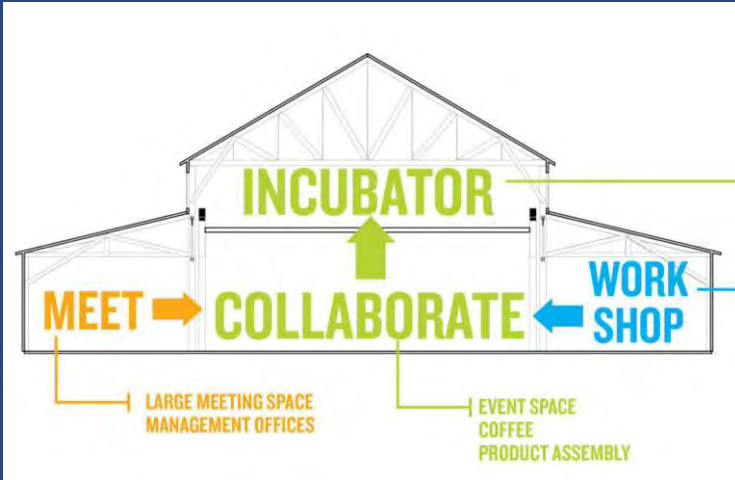 INCUBATOR
MEET
COLLABORATE
WORK
SHOP
LARGE MEETING SPACE
MANAGEMENT OFFICES
EVENT SPACE
COFFEE
PRODUCT ASSEMBLY